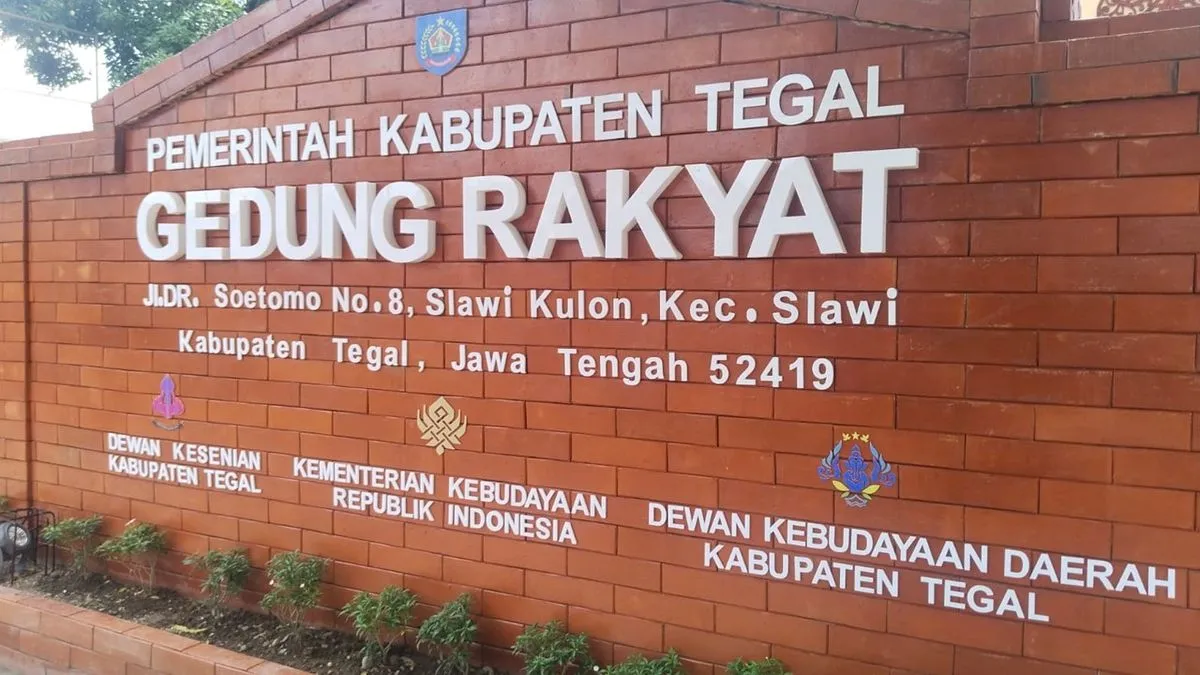 PEMERINTAH KABUPATEN TEGAL
GEDUNG RAKYAT
Jl.DR. Soetomo No.8, Slawi Kulon, Kec. Slawi
Kabupaten Tegal, Jawa Tengah 52419
DEWAN KESENIAN
KABUPATEN TEGAL
KEMENTERIAN KEBUDAYAAN
REPUBLIK INDONESIA
DEWAN KEBUDAYAAN DAERAH
KABUPATEN TEGAL